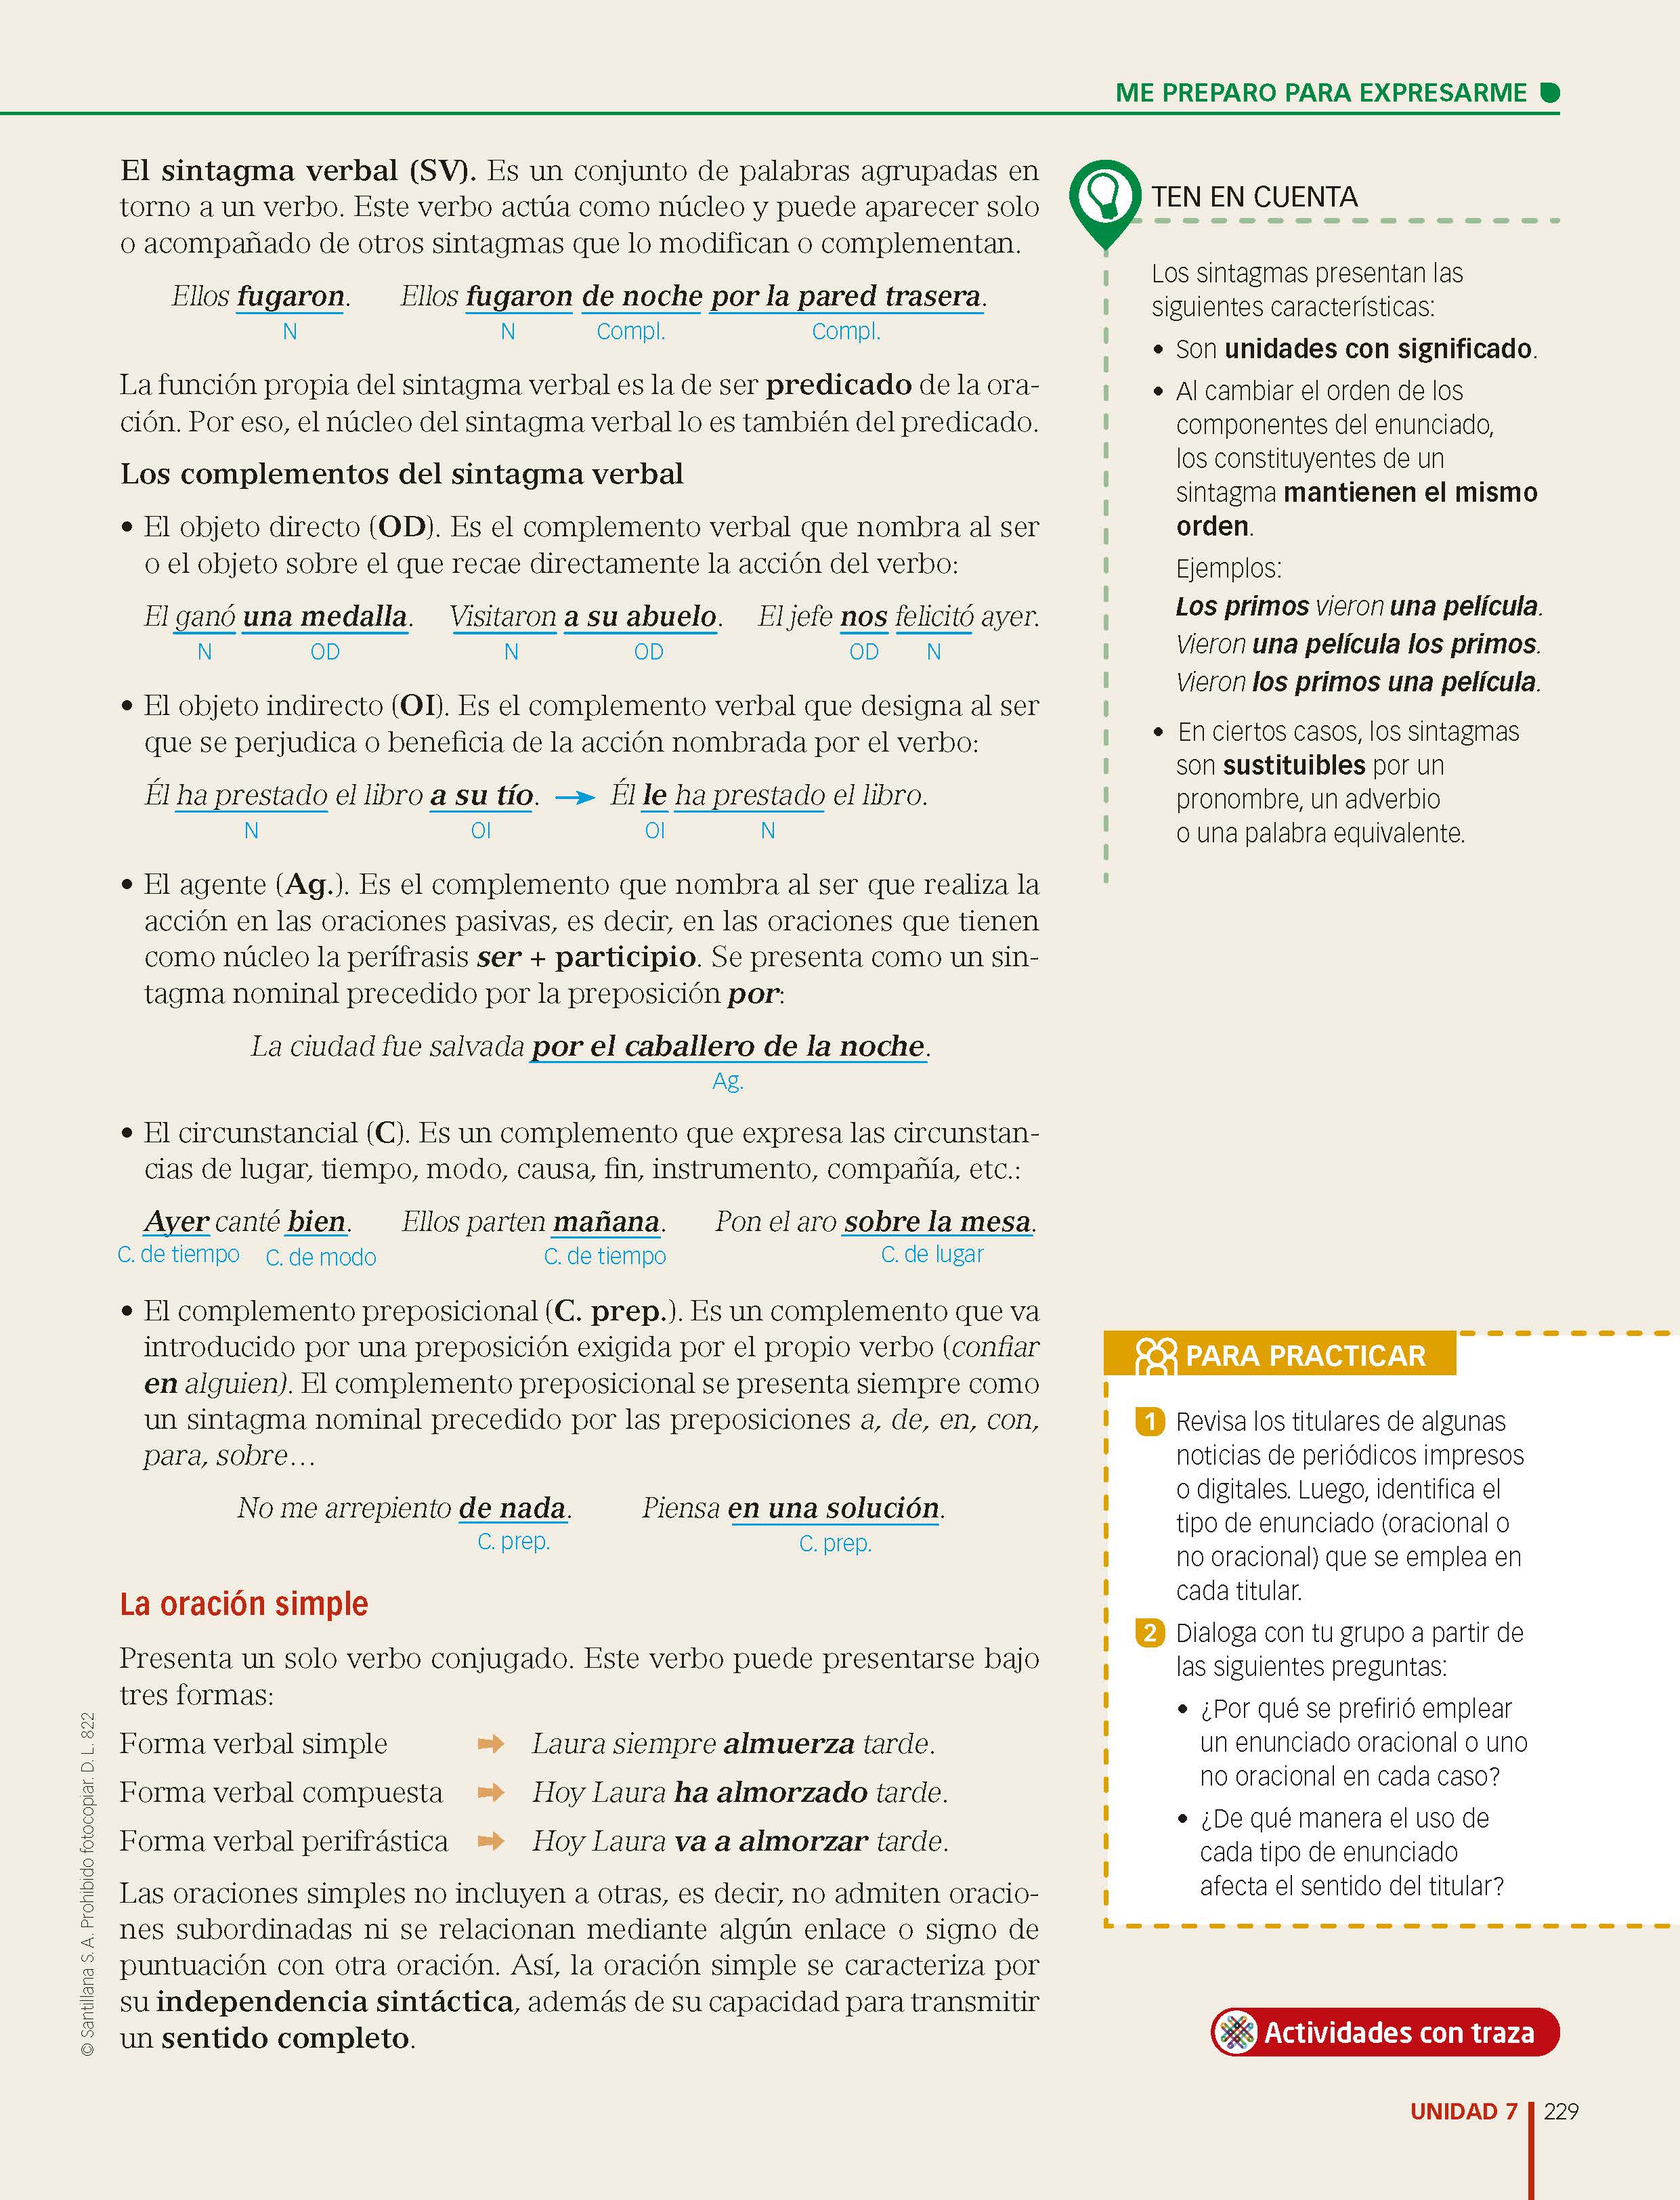 ME PREPARO PARA EXPRESARME
El sintagma verbal (SV). Es un conjunto de palabras agrupadas en
torno a un verbo. Este verbo actúa como núcleo y puede aparecer solo
o acompañado de otros sintagmas que lo modifican o complementan.
Ellos fugaron. Ellos fugaron de noche por la pared trasera.
N N Compl. Compl.
La función propia del sintagma verbal es la de ser predicado de la ora-
ción. Por eso, el núcleo del sintagma verbal lo es también del predicado.
Los complementos del sintagma verbal
• El objeto directo (OD). Es el complemento verbal que nombra al ser
o el objeto sobre el que recae directamente la acción del verbo:
El ganó una medalla. Visitaron a su abuelo. El jefe nos felicitó ayer.
N OD N OD OD N
• El objeto indirecto (OI). Es el complemento verbal que designa al ser
que se perjudica o beneficia de la acción nombrada por el verbo:
Él ha prestado el libro a su tío. → Él le ha prestado el libro.
N OI OI N
• El agente (Ag.). Es el complemento que nombra al ser que realiza la
acción en las oraciones pasivas, es decir, en las oraciones que tienen
como núcleo la perífrasis ser + participio. Se presenta como un sin-
tagma nominal precedido por la preposición por:
La ciudad fue salvada por el caballero de la noche.
Ag.
• El circunstancial (C). Es un complemento que expresa las circunstan-
cias de lugar, tiempo, modo, causa, fin, instrumento, compañía, etc.:
Ayer canté bien. Ellos parten mañana. Pon el aro sobre la mesa.
C. de tiempo C. de modo C. de tiempo C. de lugar
• El complemento preposicional (C. prep.). Es un complemento que va
introducido por una preposición exigida por el propio verbo (confiar
en alguien). El complemento preposicional se presenta siempre como
un sintagma nominal precedido por las preposiciones a, de, en, con,
para, sobre…
No me arrepiento de nada. Piensa en una solución.
C. prep. C. prep.
La oración simple
Presenta un solo verbo conjugado. Este verbo puede presentarse bajo
tres formas:
Forma verbal simple ➡ Laura siempre almuerza tarde.
Forma verbal compuesta ➡ Hoy Laura ha almorzado tarde.
Forma verbal perifrástica ➡ Hoy Laura va a almorzar tarde.
Las oraciones simples no incluyen a otras, es decir, no admiten oracio-
nes subordinadas ni se relacionan mediante algún enlace o signo de
puntuación con otra oración. Así, la oración simple se caracteriza por
su independencia sintáctica, además de su capacidad para transmitir
un sentido completo.
TEN EN CUENTA
Los sintagmas presentan las
siguientes características:
• Son unidades con significado.
• Al cambiar el orden de los
componentes del enunciado,
los constituyentes de un
sintagma mantienen el mismo
orden.
Ejemplos:
Los primos vieron una película.
Vieron una película los primos.
Vieron los primos una película.
• En ciertos casos, los sintagmas
son sustituibles por un
pronombre, un adverbio
o una palabra equivalente.
PARA PRACTICAR
1 Revisa los titulares de algunas
noticias de periódicos impresos
o digitales. Luego, identifica el
tipo de enunciado (oracional o
no oracional) que se emplea en
cada titular.
2 Dialoga con tu grupo a partir de
las siguientes preguntas:
• ¿Por qué se prefirió emplear
un enunciado oracional o uno
no oracional en cada caso?
• ¿De qué manera el uso de
cada tipo de enunciado
afecta el sentido del titular?
Actividades con traza
© Santillana S. A. Prohibido fotocopiar. D. L. 822
UNIDAD 7 229